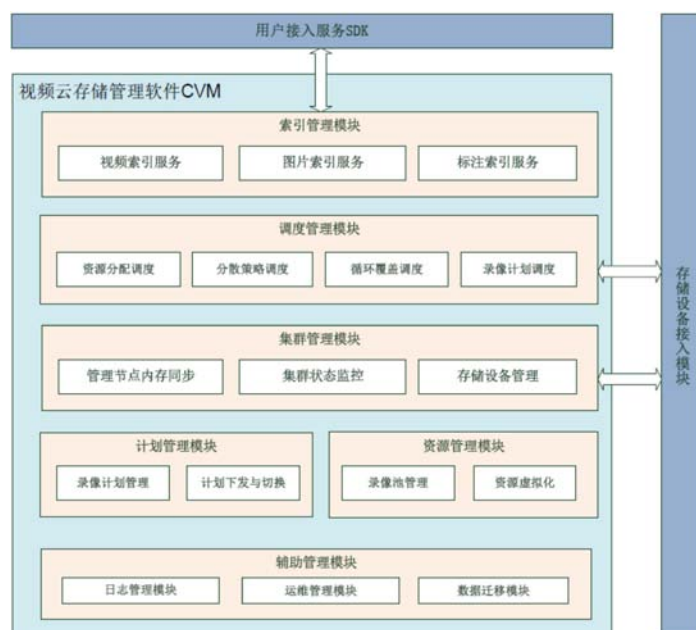 用户接入服务SDK
视频云存储管理软件CVM
索引管理模块
视频索引服务
图片索引服务
标注索引服务
调度管理模块
资源分配调度
分散策略调度
循环覆盖调度
录像计划调度
集群管理模块
管理节点内存同步
集群状态监控
存储设备管理
计划管理模块
录像计划管理
计划下发与切换
资源管理模块
录像池管理
资源虚拟化
辅助管理模块
日志管理模块
运维管理模块
数据迁移模块
存储设备接入模块